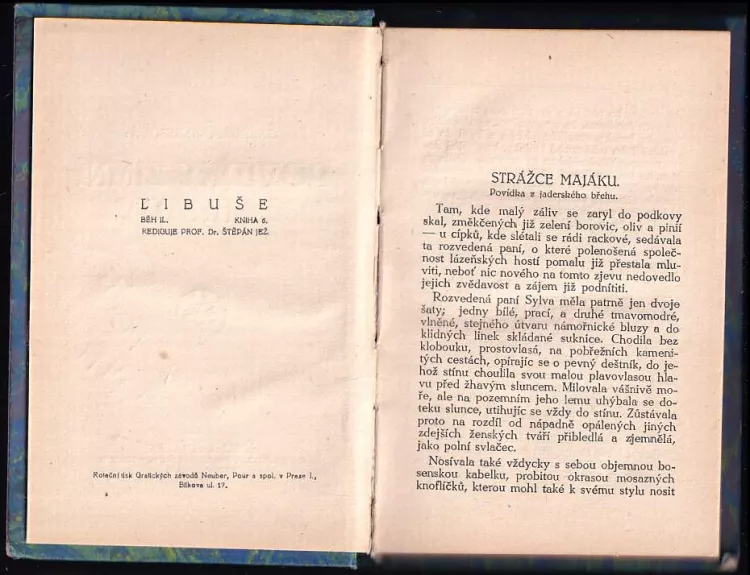 LIBUŠE
BĚH II. KNIHA 6.
REDIGUJE PROF. Dr. ŠTĚPÁN JEŽ.
Rotační tisk Grafických závodů Neuber, Pour a spol. v Praze I.,
Bílkova ul. 17.
STRÁŽCE MAJÁKU.
Povídka z jaderského břehu.
Tam, kde malý záliv se zaryl do podkovy
skal, změkčených již zelení borovic, oliv a pinií
— u cípků, kde slétali se rádi rackové, sedávala
ta rozvedená paní, o které polenošená společ-
nost lázeňských hostí pomalu již přestala mlu-
viti, neboť nic nového na tomto zjevu nedovedlo
jejich zvědavost a zájem již podnítiti.
Rozvedená paní Sylva měla patrně jen dvoje
šaty; jedny bílé, prací, a druhé tmavomodré,
vlněné, stejného útvaru námořnické bluzy a do
klidných linek skládané suknice. Chodila bez
klobouku, prostovlasá, na pobřežních kameni-
tých cestách, opírajíc se o pevný deštník, do je-
hož stínu choulila svou malou plavovlasou hla-
vu před žhavým sluncem. Milovala vášnivě mo-
ře, ale na pozemním jeho lemu uhýbala se do-
teku slunce, utíhujíc se vždy do stínu. Zůstávala
proto na rozdíl od nápadně opálených jiných
zdejších ženských tváří přibledlá a zjemnělá,
jako polní svlačec.
Nosívala také vždycky s sebou objemnou bo-
senskou kabelku, probitou okrasou mosazných
knoflíčků, kterou mohl také k svému stylu nosit